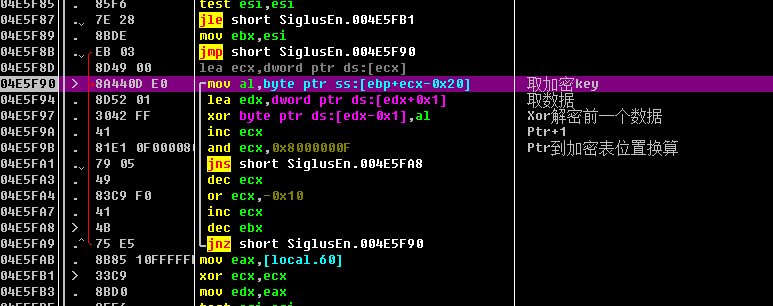 04E5F85 . 85F6 test esi,esi
04E5F87 . 7E 28 jle short SiglusEn.004E5FB1
04E5F89 . 8BDE mov ebx,esi
04E5F8B . EB 03 jmp short SiglusEn.004E5F90
04E5F8D 8D49 00 lea ecx,dword ptr ds:[ecx]
04E5F90 > 8A440D E0 mov al,byte ptr ss:[ebp+ecx-0x20] 取加密key
04E5F94 . 8D52 01 lea edx,dword ptr ds:[edx+0x1] 取数据
04E5F97 . 3042 FF xor byte ptr ds:[edx-0x1],al Xor解密前一个数据
04E5F9A . 41 inc ecx Ptr+1
04E5F9B . 81E1 0F00008( and ecx,0x8000000F Ptr到加密表位置换算
04E5FA1 . 79 05 jns short SiglusEn.004E5FA8
04E5FA3 . 49 dec ecx
04E5FA4 . 83C9 F0 or ecx,-0x10
04E5FA7 . 41 inc ecx
04E5FA8 > 4B dec ebx
04E5FA9 . 75 E5 jnz short SiglusEn.004E5F90
04E5FAB . 8B85 10FFFFF mov eax,[local.60]
04E5FB1 > 33C9 xor ecx,ecx
04E5FB3 . 8BD0 mov edx,eax